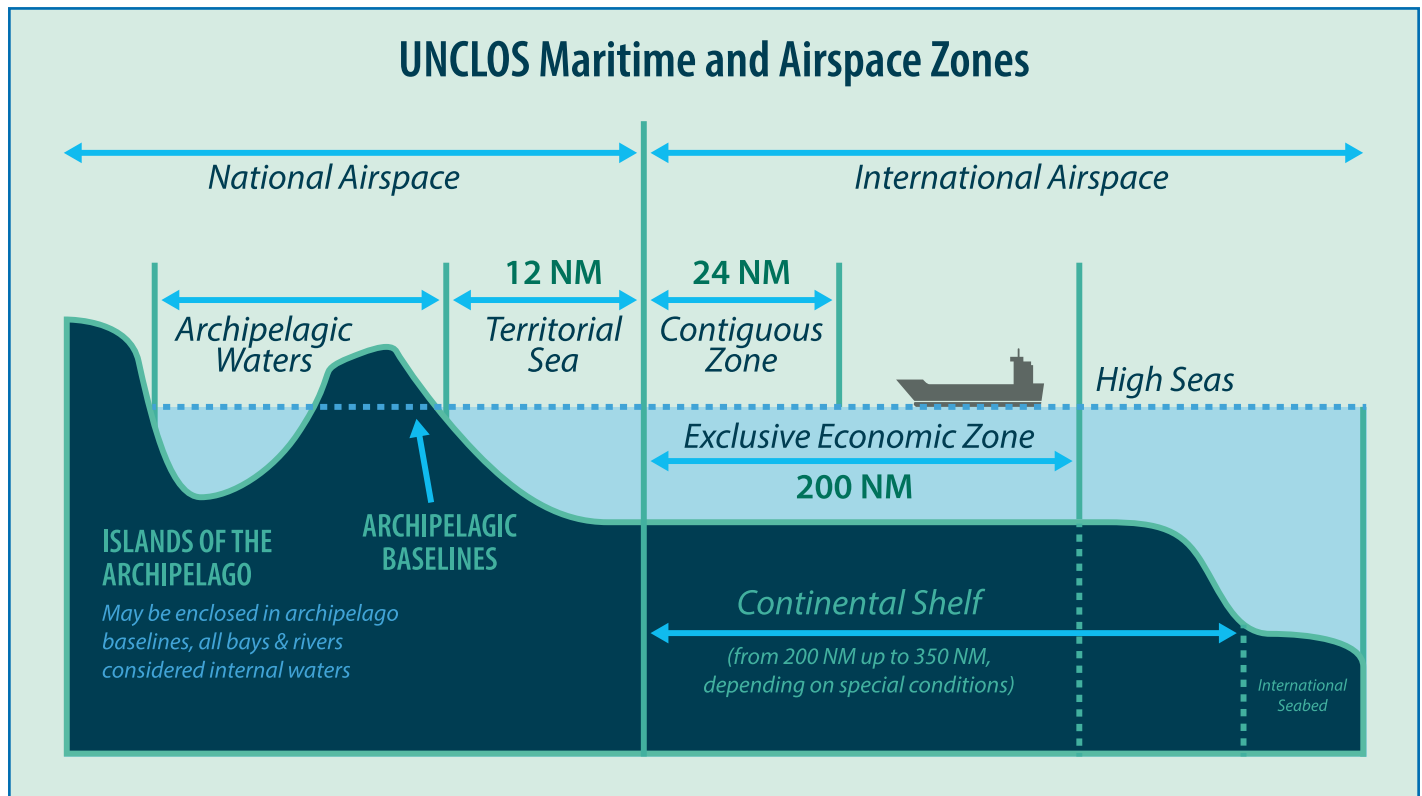 UNCLOS Maritime and Airspace Zones
National Airspace
International Airspace
12 NM
24 NM
Archipelagic
Waters
Territorial
Sea
Contiguous
Zone
High Seas
Exclusive Economic Zone
200 NM
ARCHIPELAGIC
BASELINES
ISLANDS OF THE
ARCHIPELAGO
May be enclosed in archipelago
baselines, all bays & rivers
considered internal waters
Continental Shelf
(from 200 NM up to 350 NM,
depending on special conditions)
International
Seabed